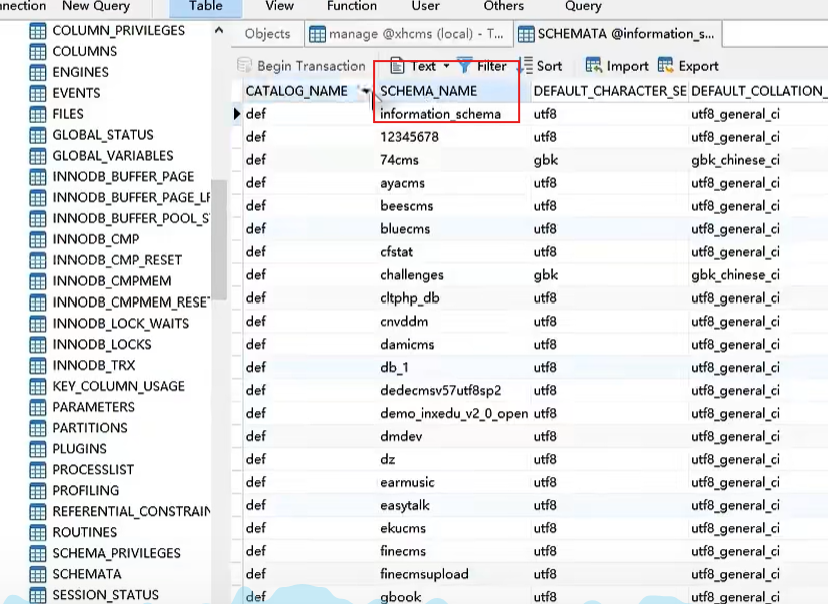 nnection New Query Table View Function User Others Query
COLUMN_PRIVILEGES
COLUMNS
ENGINES
EVENTS
FILES
GLOBAL_STATUS
GLOBAL_VARIABLES
INNODB_BUFFER_PAGE
INNODB_BUFFER_PAGE_LR
INNODB_BUFFER_POOL_S
INNODB_CMP
INNODB_CMP_RESET
INNODB_CMPMEM
INNODB_CMPMEM_RESET
INNODB_LOCK_WAITS
INNODB_LOCKS
INNODB_TRX
KEY_COLUMN_USAGE
PARAMETERS
PARTITIONS
PLUGINS
PROCESSLIST
PROFILING
REFERENTIAL_CONSTRAIN
ROUTINES
SCHEMA_PRIVILEGES
SCHEMATA
SESSION_STATUS
Objects manage @xhcms (local) - T... SCHEMATA @information_s...
Begin Transaction Text Filter Sort Import Export
CATALOG_NAME SCHEMA_NAME DEFAULT_CHARACTER_SE DEFAULT_COLLATION_
def information_schema utf8 utf8_general_ci
def 12345678 utf8 utf8_general_ci
def 74cms gbk gbk_chinese_ci
def ayacms utf8 utf8_general_ci
def beescms utf8 utf8_general_ci
def bluecms utf8 utf8_general_ci
def cfstat utf8 utf8_general_ci
def challenges gbk gbk_chinese_ci
def cltphp_db utf8 utf8_general_ci
def cnvddm utf8 utf8_general_ci
def damicms utf8 utf8_general_ci
def db_1 utf8 utf8_general_ci
def dedecmsv57utf8sp2 utf8 utf8_general_ci
def demo_inxedu_v2_0_open utf8 utf8_general_ci
def dmdev utf8 utf8_general_ci
def dz utf8 utf8_general_ci
def earmusic utf8 utf8_general_ci
def easytalk utf8 utf8_general_ci
def ekucms utf8 utf8_general_ci
def finecms utf8 utf8_general_ci
def finecmsupload utf8 utf8_general_ci
def gbook utf8 utf8_general_ci